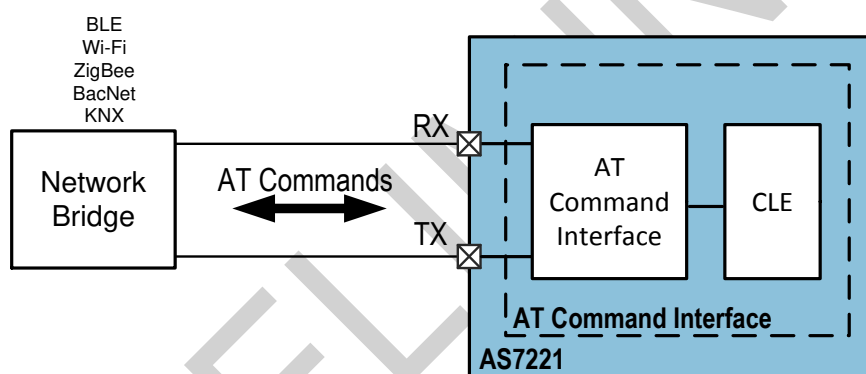 BLE
Wi-Fi
ZigBee
BacNet
KNX
Network
Bridge
RX
AT Commands
TX
AT
Command
Interface
CLE
AT Command Interface
AS7221